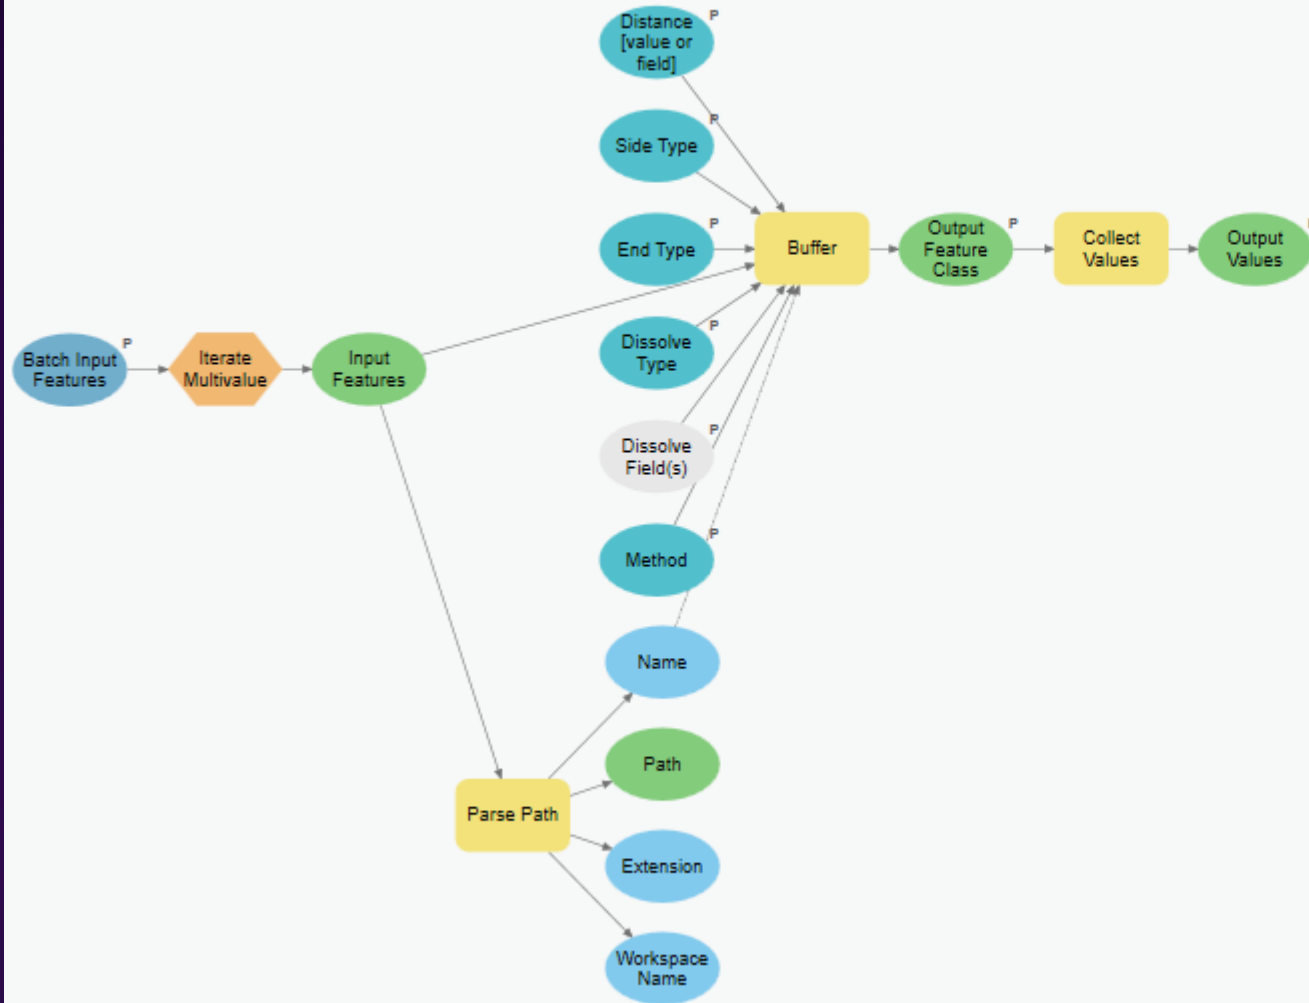 Distance
[value or
field]
P
Side Type
P
End Type
P
Buffer
Output
Feature
Class
P
Collect
Values
Output
Values
Batch Input
Features
P
Iterate
Multivalue
Input
Features
Dissolve
Type
P
Dissolve
Field(s)
P
Method
P
Name
Path
Parse Path
Extension
Workspace
Name